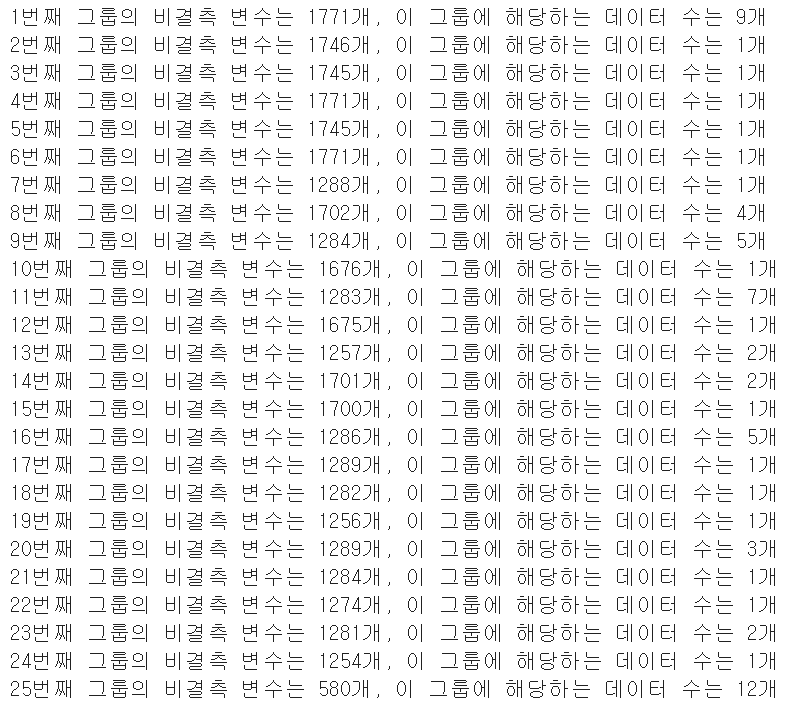 1번째 그룹의 비결측 변수는 1771개, 이 그룹에 해당하는 데이터 수는 9개
2번째 그룹의 비결측 변수는 1746개, 이 그룹에 해당하는 데이터 수는 1개
3번째 그룹의 비결측 변수는 1745개, 이 그룹에 해당하는 데이터 수는 1개
4번째 그룹의 비결측 변수는 1771개, 이 그룹에 해당하는 데이터 수는 1개
5번째 그룹의 비결측 변수는 1745개, 이 그룹에 해당하는 데이터 수는 1개
6번째 그룹의 비결측 변수는 1771개, 이 그룹에 해당하는 데이터 수는 1개
7번째 그룹의 비결측 변수는 1288개, 이 그룹에 해당하는 데이터 수는 1개
8번째 그룹의 비결측 변수는 1702개, 이 그룹에 해당하는 데이터 수는 4개
9번째 그룹의 비결측 변수는 1284개, 이 그룹에 해당하는 데이터 수는 5개
10번째 그룹의 비결측 변수는 1676개, 이 그룹에 해당하는 데이터 수는 1개
11번째 그룹의 비결측 변수는 1283개, 이 그룹에 해당하는 데이터 수는 7개
12번째 그룹의 비결측 변수는 1675개, 이 그룹에 해당하는 데이터 수는 1개
13번째 그룹의 비결측 변수는 1257개, 이 그룹에 해당하는 데이터 수는 2개
14번째 그룹의 비결측 변수는 1701개, 이 그룹에 해당하는 데이터 수는 2개
15번째 그룹의 비결측 변수는 1700개, 이 그룹에 해당하는 데이터 수는 1개
16번째 그룹의 비결측 변수는 1286개, 이 그룹에 해당하는 데이터 수는 5개
17번째 그룹의 비결측 변수는 1289개, 이 그룹에 해당하는 데이터 수는 1개
18번째 그룹의 비결측 변수는 1282개, 이 그룹에 해당하는 데이터 수는 1개
19번째 그룹의 비결측 변수는 1256개, 이 그룹에 해당하는 데이터 수는 1개
20번째 그룹의 비결측 변수는 1289개, 이 그룹에 해당하는 데이터 수는 3개
21번째 그룹의 비결측 변수는 1284개, 이 그룹에 해당하는 데이터 수는 1개
22번째 그룹의 비결측 변수는 1274개, 이 그룹에 해당하는 데이터 수는 1개
23번째 그룹의 비결측 변수는 1281개, 이 그룹에 해당하는 데이터 수는 2개
24번째 그룹의 비결측 변수는 1254개, 이 그룹에 해당하는 데이터 수는 1개
25번째 그룹의 비결측 변수는 580개, 이 그룹에 해당하는 데이터 수는 12개